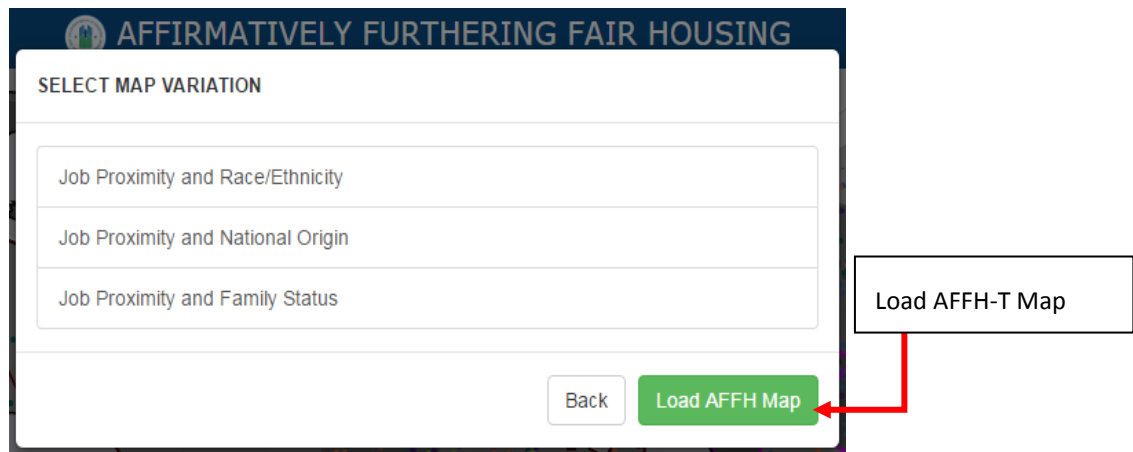 AFFIRMATIVELY FURTHERING FAIR HOUSING
SELECT MAP VARIATION
Job Proximity and Race/Ethnicity
Job Proximity and National Origin
Job Proximity and Family Status
Load AFFH-T Map
Back
Load AFFH Map